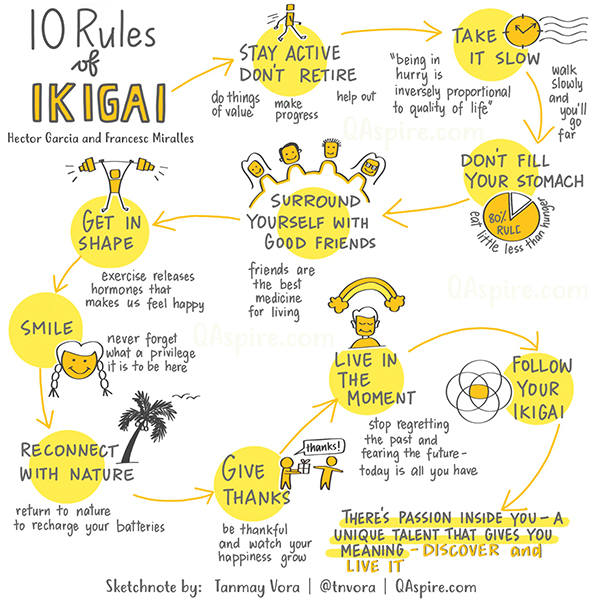 10 Rules
of
IKIGAI
Hector Garcia and Francesc Miralles
STAY ACTIVE
DON'T RETIRE
do things
of value
make
progress
help out
TAKE
IT SLOW
"being in
hurry is
inversely proportional
to quality of life"
walk
slowly
and
you'll
go
far
DON'T FILL
YOUR STOMACH
80%
RULE
eat little less than hunger
SURROUND
YOURSELF WITH
GOOD FRIENDS
friends are
the best
medicine
for living
GET IN
SHAPE
exercise releases
hormones that
makes us feel happy
SMILE
never forget
what a privilege
it is to be here
RECONNECT
WITH NATURE
return to nature
to recharge your batteries
GIVE
THANKS
thanks!
be thankful
and watch your
happiness grow
LIVE IN
THE
MOMENT
stop regretting
the past and
fearing the future-
today is all you have
FOLLOW
YOUR
IKIGAI
THERE'S PASSION INSIDE YOU - A
UNIQUE TALENT THAT GIVES YOU
MEANING - DISCOVER and
LIVE IT
Sketchnote by: Tanmay Vora | @tnvora | QAspire.com
QAspire.com
QAspire.com
QAspire.com